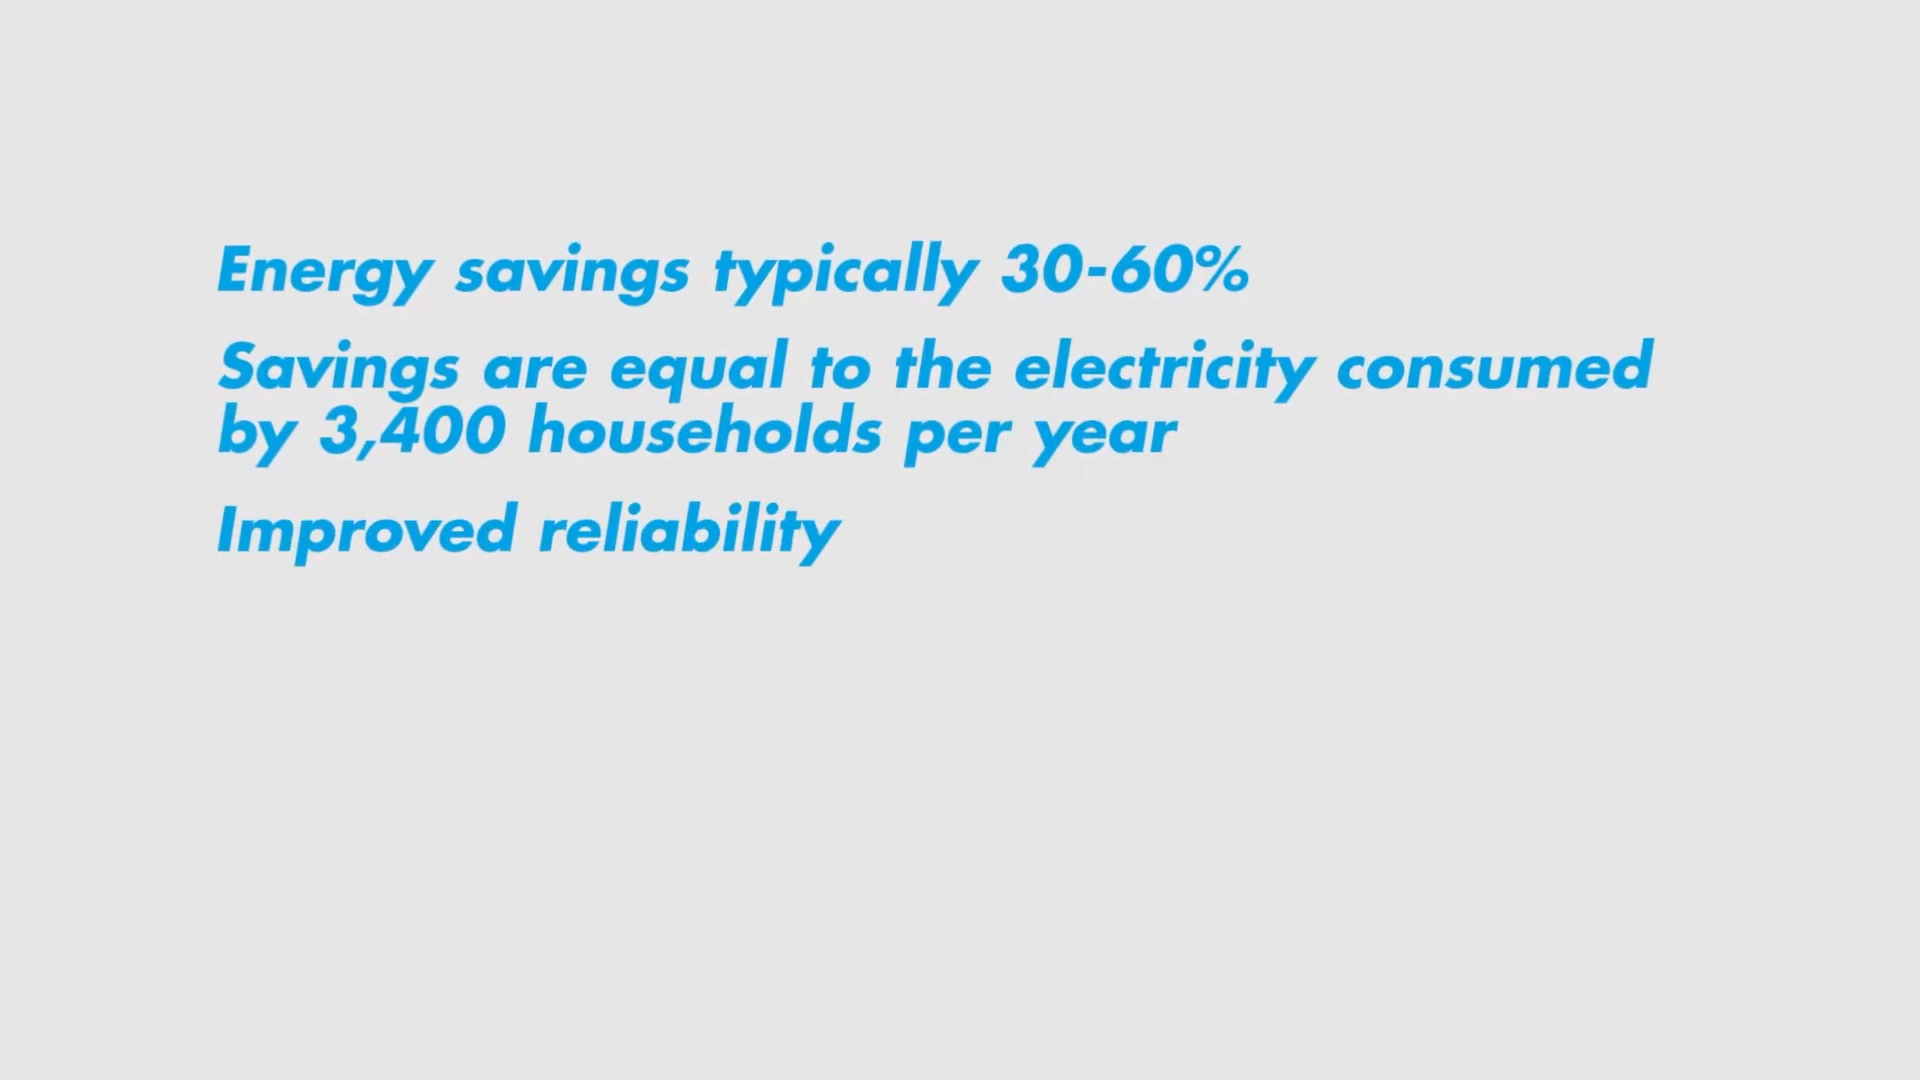 Energy savings typically 30-60%
Savings are equal to the electricity consumed
by 3,400 households per year
Improved reliability